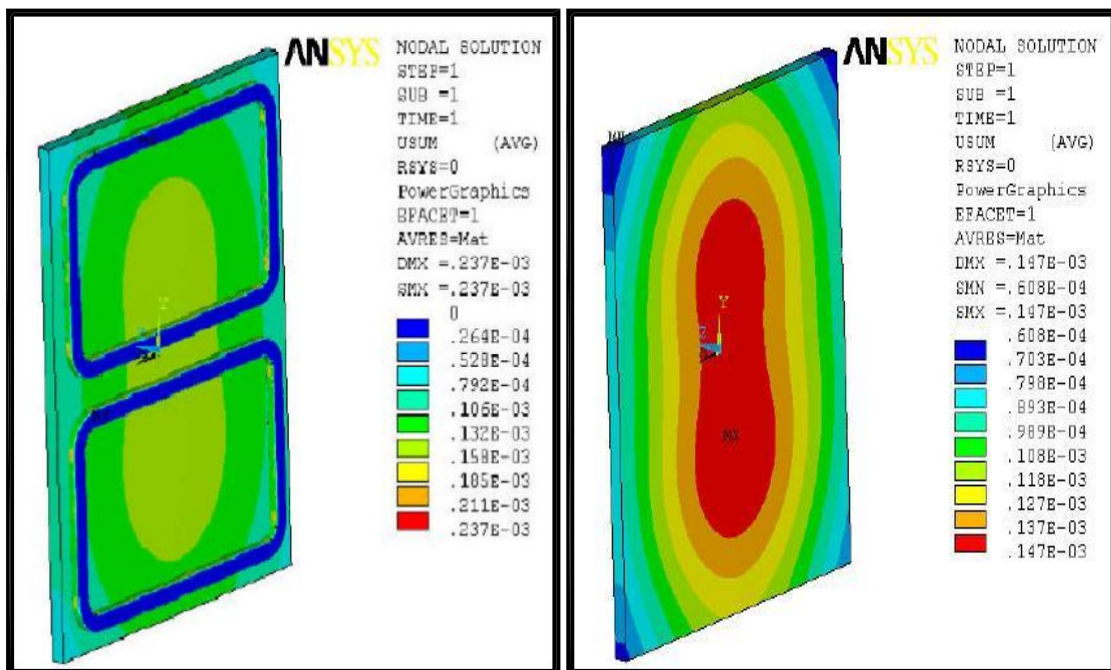 ANSYS
NODAL SOLUTION
STEP=1
SUB =1
TIME=1
USUM (AVG)
RSYS=0
PowerGraphics
EFACET=1
AVRES=Mat
DMX =.237E-03
SMX =.237E-03
0
.264E-04
.528E-04
.792E-04
.106E-03
.132E-03
.158E-03
.185E-03
.211E-03
.237E-03
Y
Z
ANSYS
NODAL SOLUTION
STEP=1
SUB =1
TIME=1
USUM (AVG)
RSYS=0
PowerGraphics
EFACET=1
AVRES=Mat
DMX =.147E-03
SMN =.608E-04
SMX =.147E-03
.608E-04
.703E-04
.798E-04
.893E-04
.989E-04
.108E-03
.118E-03
.127E-03
.137E-03
.147E-03
MN
Y
Z
MX